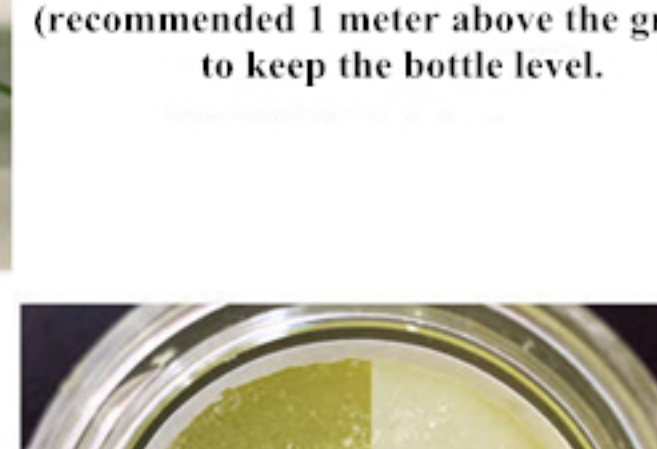 (recommended 1 meter above the
to keep the bottle level.